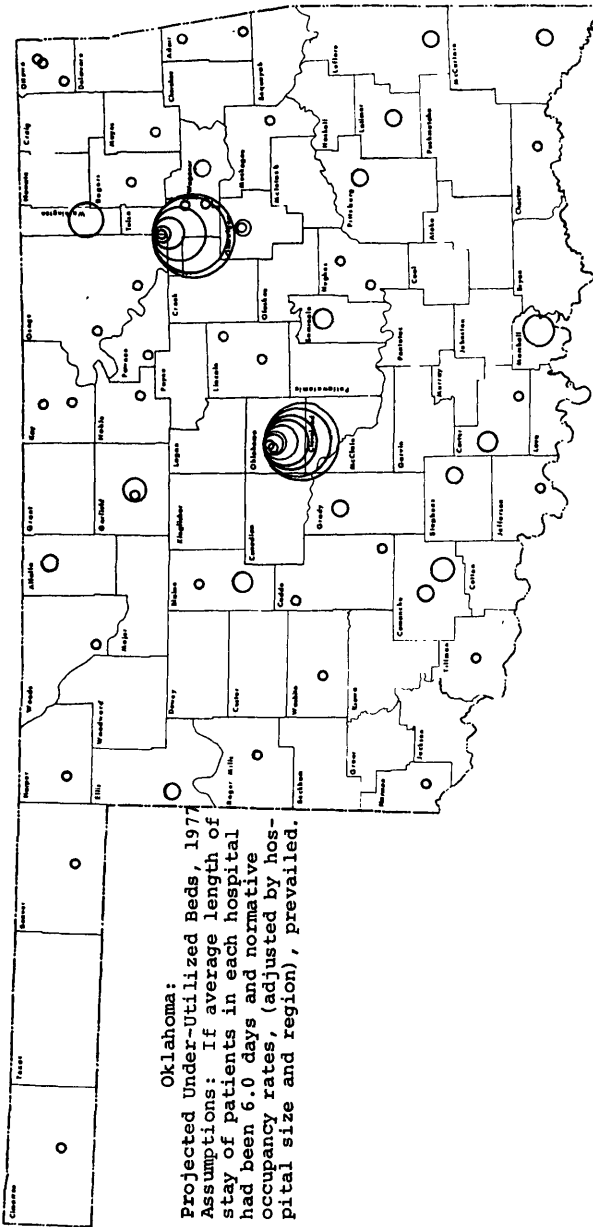 Oklahoma:
Projected Under-Utilized Beds, 1977
Assumptions: If average length of
stay of patients in each hospital
had been 6.0 days and normative
occupancy rates, (adjusted by hos-
pital size and region), prevailed.
Cimarron
Texas
Beaver
Harper
Woods
Alfalfa
Grant
Kay
Osage
Washington
Nowata
Craig
Ottawa
Delaware
Ellis
Woodward
Major
Garfield
Noble
Pawnee
Tulsa
Rogers
Mayes
Dewey
Blaine
Kingfisher
Logan
Payne
Creek
Wagoner
Cherokee
Adair
Roger Mills
Custer
Canadian
Oklahoma
Lincoln
Okmulgee
Muskogee
Sequoyah
Beckham
Washita
Caddo
Grady
Cleveland
McClain
Pottawatomie
Seminole
Okfuskee
Hughes
McIntosh
Haskell
Pittsburg
Latimer
Leflore
Greer
Kiowa
Harmon
Jackson
Tillman
Comanche
Cotton
Stephens
Jefferson
Garvin
Murray
Carter
Love
Pontotoc
Johnston
Marshall
Coal
Atoka
Bryan
Pushmataha
Choctaw
McCurtain